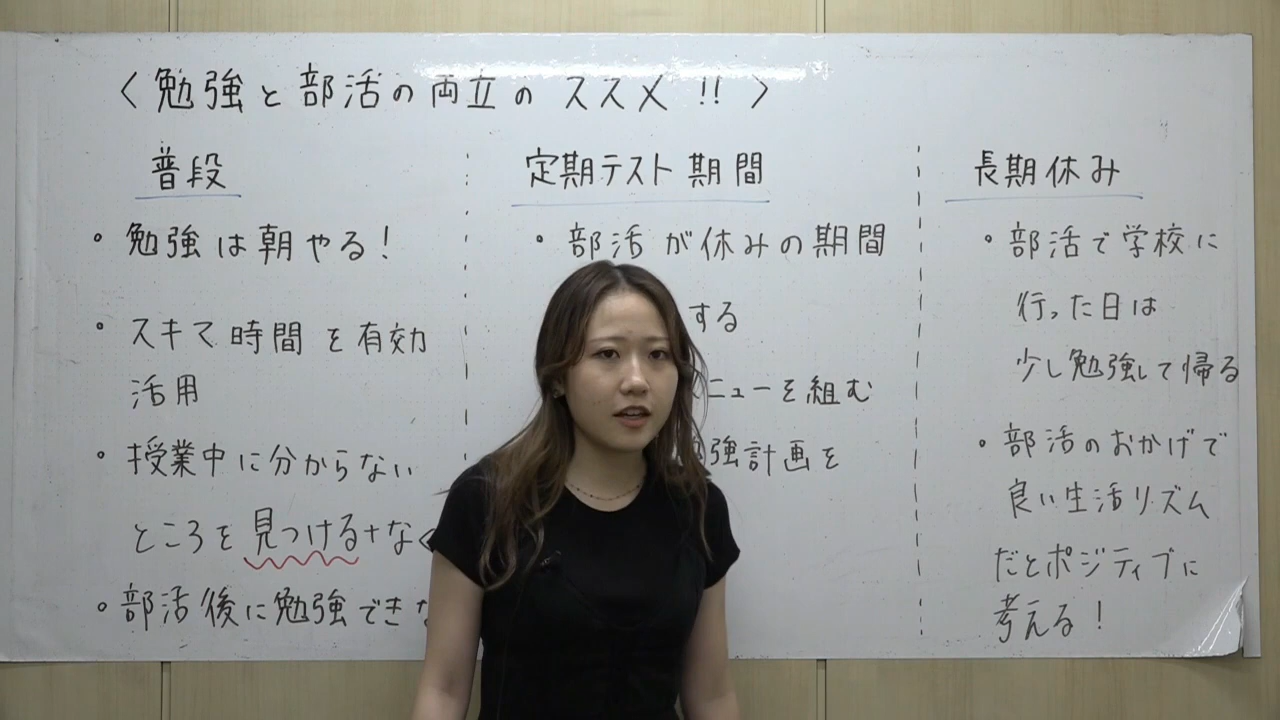 〈勉強と部活の両立のススメ!!〉
普段
・勉強は朝やる!
・スキマ時間を有効
活用
・授業中に分からない
ところを見つける+なく
・部活後に勉強でき
定期テスト期間
・部活が休みの期間
する
ニューを組む
強計画を
長期休み
・部活で学校に
行った日は
少し勉強して帰る
・部活のおかげで
良い生活リズム
だとポジティブに
考える!